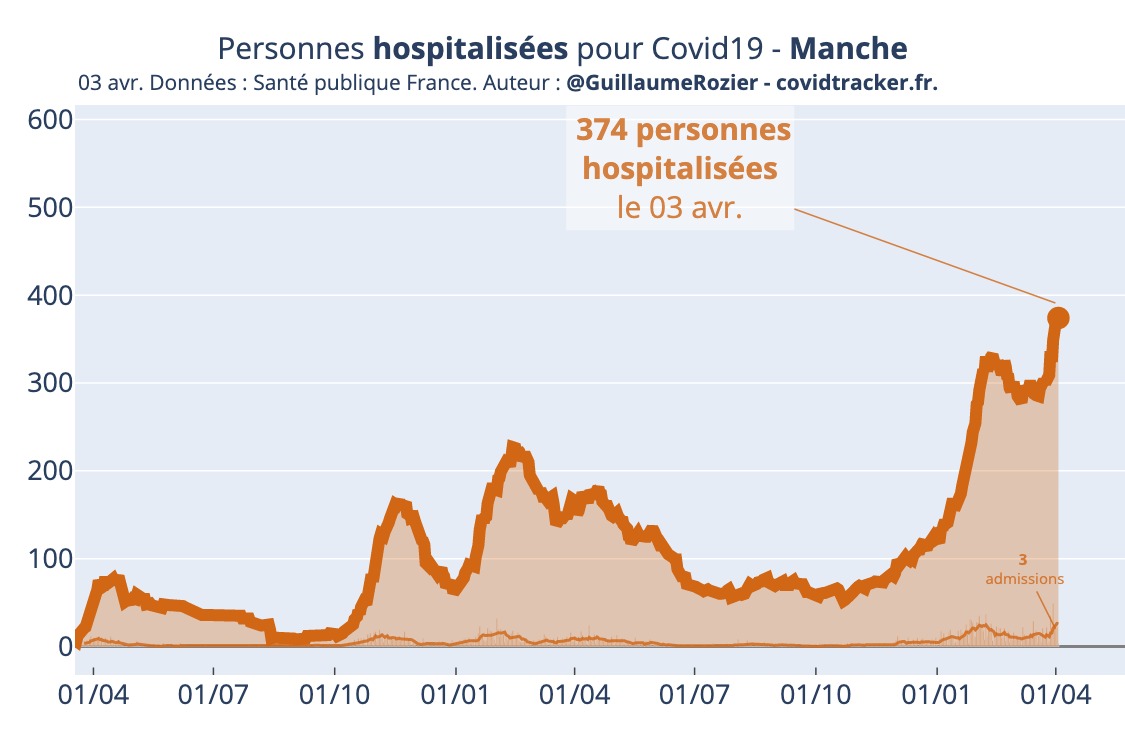 Personnes hospitalisées pour Covid19 - Manche
03 avr. Données : Santé publique France. Auteur : @GuillaumeRozier - covidtracker.fr.
600
374 personnes
hospitalisées
le 03 avr.
500
400
300
200
100
3
admissions
0
01/04 01/07 01/10 01/01 01/04 01/07 01/10 01/01 01/04